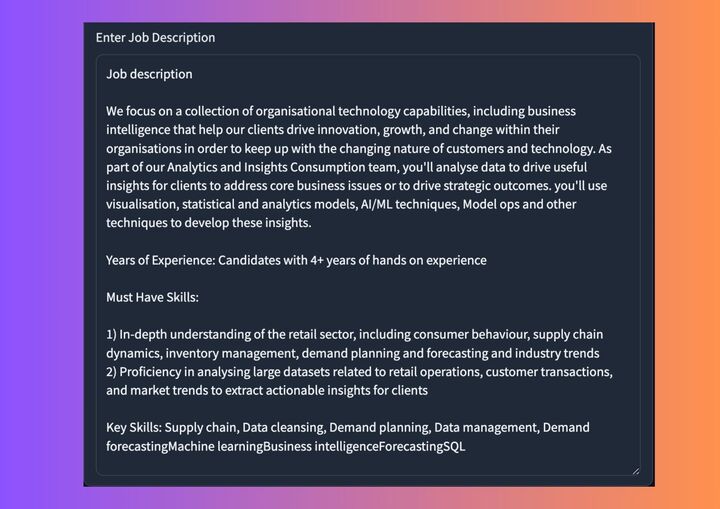 Enter Job Description
Job description
We focus on a collection of organisational technology capabilities, including business
intelligence that help our clients drive innovation, growth, and change within their
organisations in order to keep up with the changing nature of customers and technology. As
part of our Analytics and Insights Consumption team, you'll analyse data to drive useful
insights for clients to address core business issues or to drive strategic outcomes. you'll use
visualisation, statistical and analytics models, AI/ML techniques, Model ops and other
techniques to develop these insights.
Years of Experience: Candidates with 4+ years of hands on experience
Must Have Skills:
1) In-depth understanding of the retail sector, including consumer behaviour, supply chain
dynamics, inventory management, demand planning and forecasting and industry trends
2) Proficiency in analysing large datasets related to retail operations, customer transactions,
and market trends to extract actionable insights for clients
Key Skills: Supply chain, Data cleansing, Demand planning, Data management, Demand
forecastingMachine learningBusiness intelligenceForecastingSQL